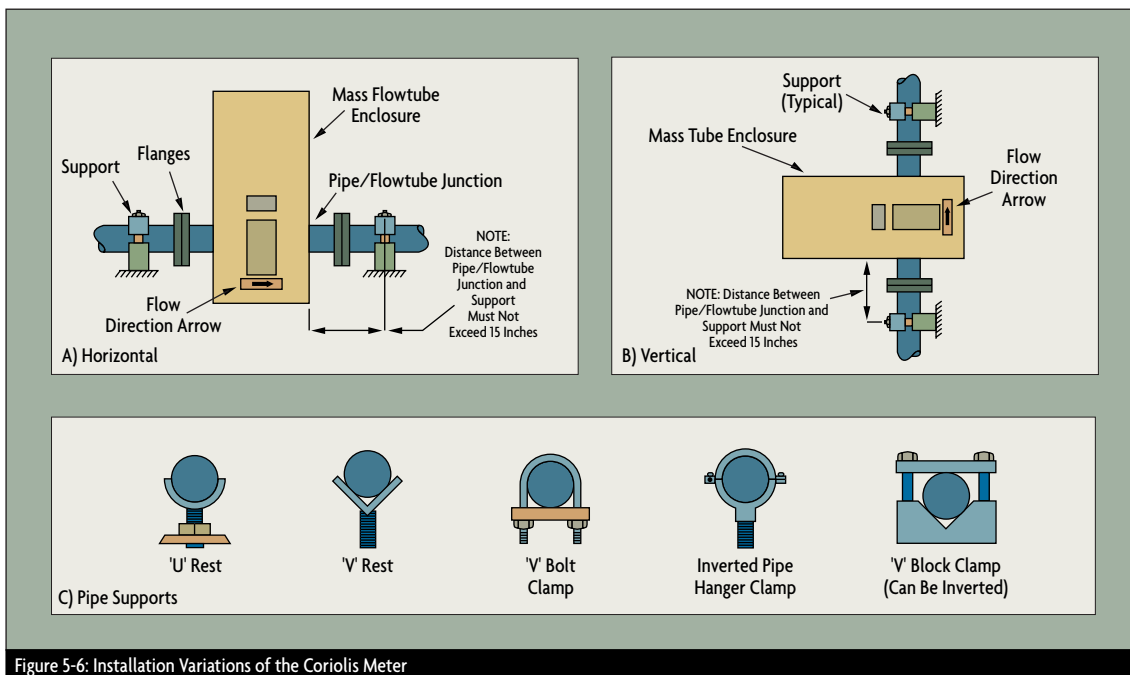 Mass Flowtube
Enclosure
Flanges
Support
Pipe/Flowtube Junction
NOTE:
Distance Between
Pipe/Flowtube
Junction and
Support
Must Not
Exceed 15 Inches
Flow
Direction Arrow
A) Horizontal
Support
(Typical)
Mass Tube Enclosure
Flow
Direction
Arrow
NOTE: Distance Between
Pipe/Flowtube Junction and
Support Must Not
Exceed 15 Inches
B) Vertical
'U' Rest
'V' Rest
'V' Bolt
Clamp
Inverted Pipe
Hanger Clamp
'V' Block Clamp
(Can Be Inverted)
C) Pipe Supports
Figure 5-6: Installation Variations of the Coriolis Meter